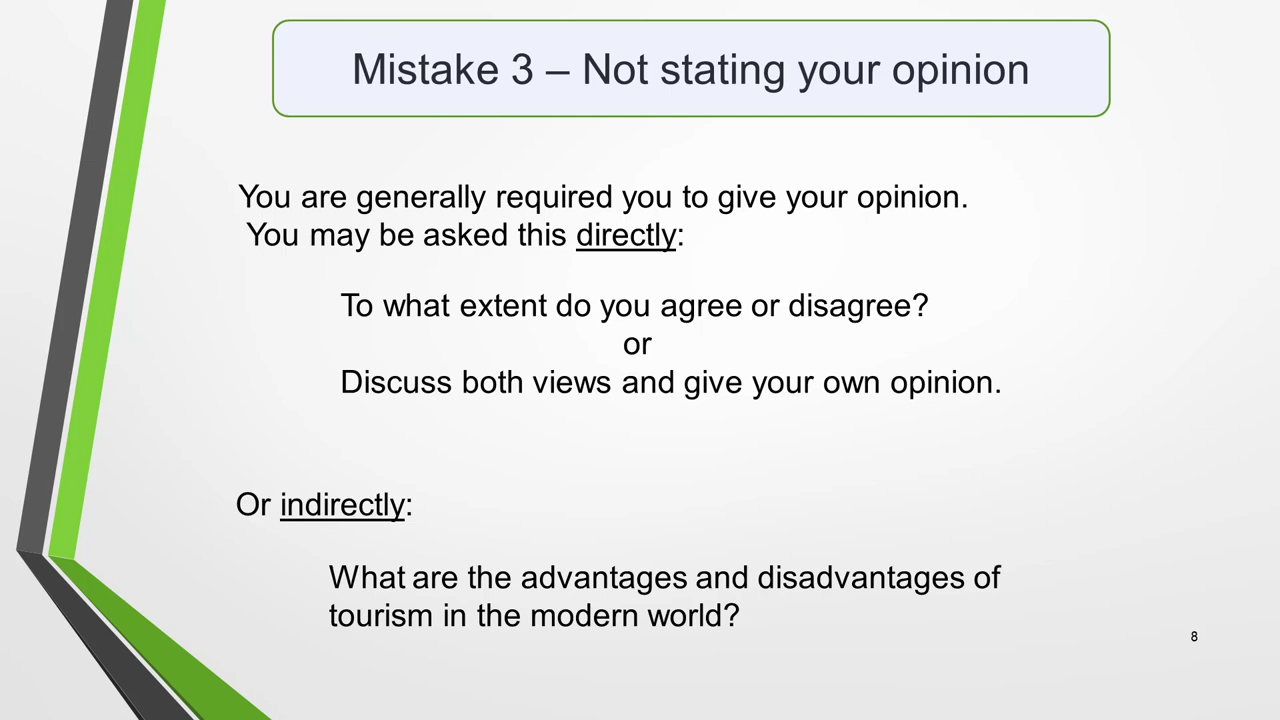 Mistake 3 – Not stating your opinion
You are generally required you to give your opinion.
You may be asked this directly:
To what extent do you agree or disagree?
or
Discuss both views and give your own opinion.
Or indirectly:
What are the advantages and disadvantages of
tourism in the modern world?
8